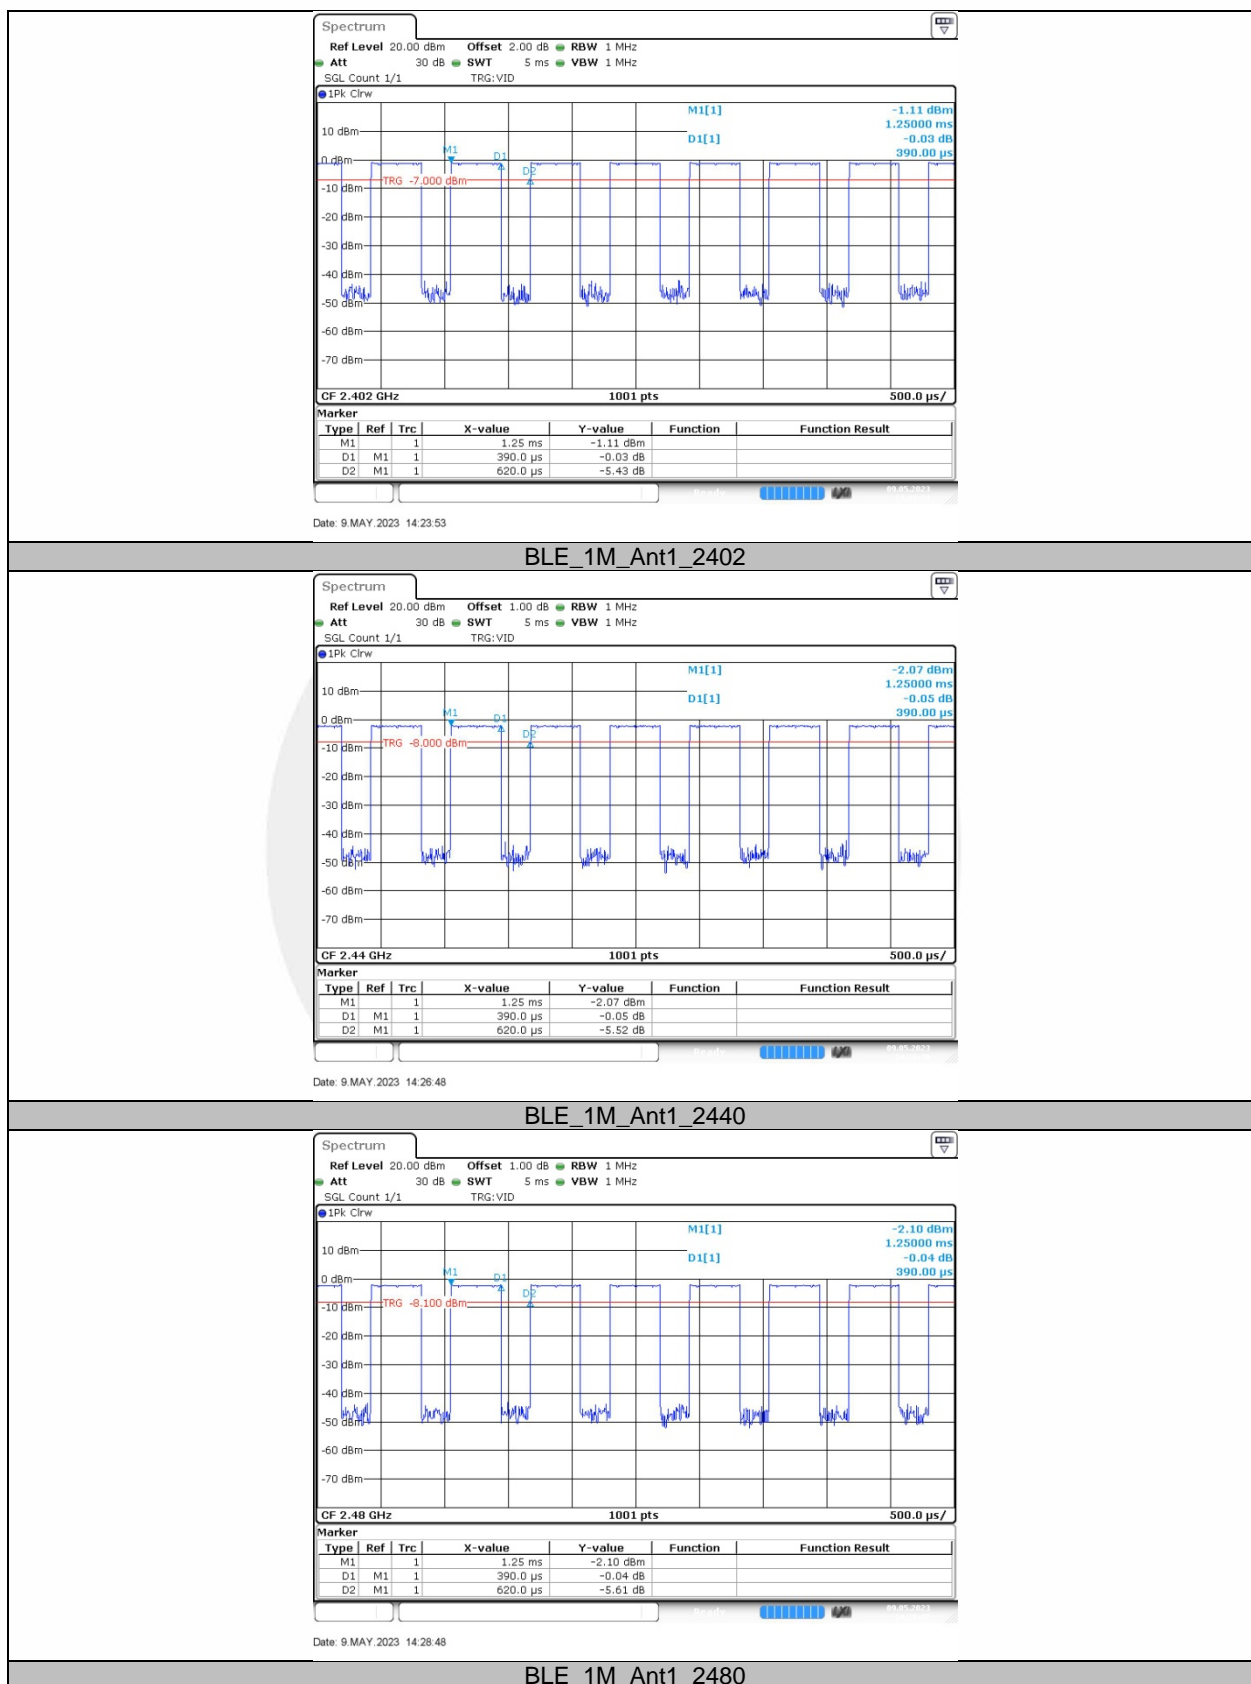 Spectrum
Ref Level 20.00 dBm Offset 2.00 dB RBW 1 MHz
Att 30 dB SWT 5 ms VBW 1 MHz
SGL Count 1/1 TRG:VID
1Pk Clrw
M1[1] -1.11 dBm
1.25000 ms
D1[1] -0.03 dB
390.00 µs
10 dBm
0 dBm
M1 D1 D2
TRG -7.000 dBm
-10 dBm
-20 dBm
-30 dBm
-40 dBm
-50 dBm
-60 dBm
-70 dBm
CF 2.402 GHz 1001 pts 500.0 µs/
Marker
Type Ref Trc X-value Y-value Function Function Result
M1 1 1.25 ms -1.11 dBm
D1 M1 1 390.0 µs -0.03 dB
D2 M1 1 620.0 µs -5.43 dB
Ready 09.05.2023
Date: 9.MAY.2023 14:23:53
BLE_1M_Ant1_2402
Spectrum
Ref Level 20.00 dBm Offset 1.00 dB RBW 1 MHz
Att 30 dB SWT 5 ms VBW 1 MHz
SGL Count 1/1 TRG:VID
1Pk Clrw
M1[1] -2.07 dBm
1.25000 ms
D1[1] -0.05 dB
390.00 µs
10 dBm
0 dBm
M1 D1 D2
TRG -8.000 dBm
-10 dBm
-20 dBm
-30 dBm
-40 dBm
-50 dBm
-60 dBm
-70 dBm
CF 2.44 GHz 1001 pts 500.0 µs/
Marker
Type Ref Trc X-value Y-value Function Function Result
M1 1 1.25 ms -2.07 dBm
D1 M1 1 390.0 µs -0.05 dB
D2 M1 1 620.0 µs -5.52 dB
Ready 09.05.2023
Date: 9.MAY.2023 14:26:48
BLE_1M_Ant1_2440
Spectrum
Ref Level 20.00 dBm Offset 1.00 dB RBW 1 MHz
Att 30 dB SWT 5 ms VBW 1 MHz
SGL Count 1/1 TRG:VID
1Pk Clrw
M1[1] -2.10 dBm
1.25000 ms
D1[1] -0.04 dB
390.00 µs
10 dBm
0 dBm
M1 D1 D2
TRG -8.100 dBm
-10 dBm
-20 dBm
-30 dBm
-40 dBm
-50 dBm
-60 dBm
-70 dBm
CF 2.48 GHz 1001 pts 500.0 µs/
Marker
Type Ref Trc X-value Y-value Function Function Result
M1 1 1.25 ms -2.10 dBm
D1 M1 1 390.0 µs -0.04 dB
D2 M1 1 620.0 µs -5.61 dB
Ready 09.05.2023
Date: 9.MAY.2023 14:28:48
BLE_1M_Ant1_2480